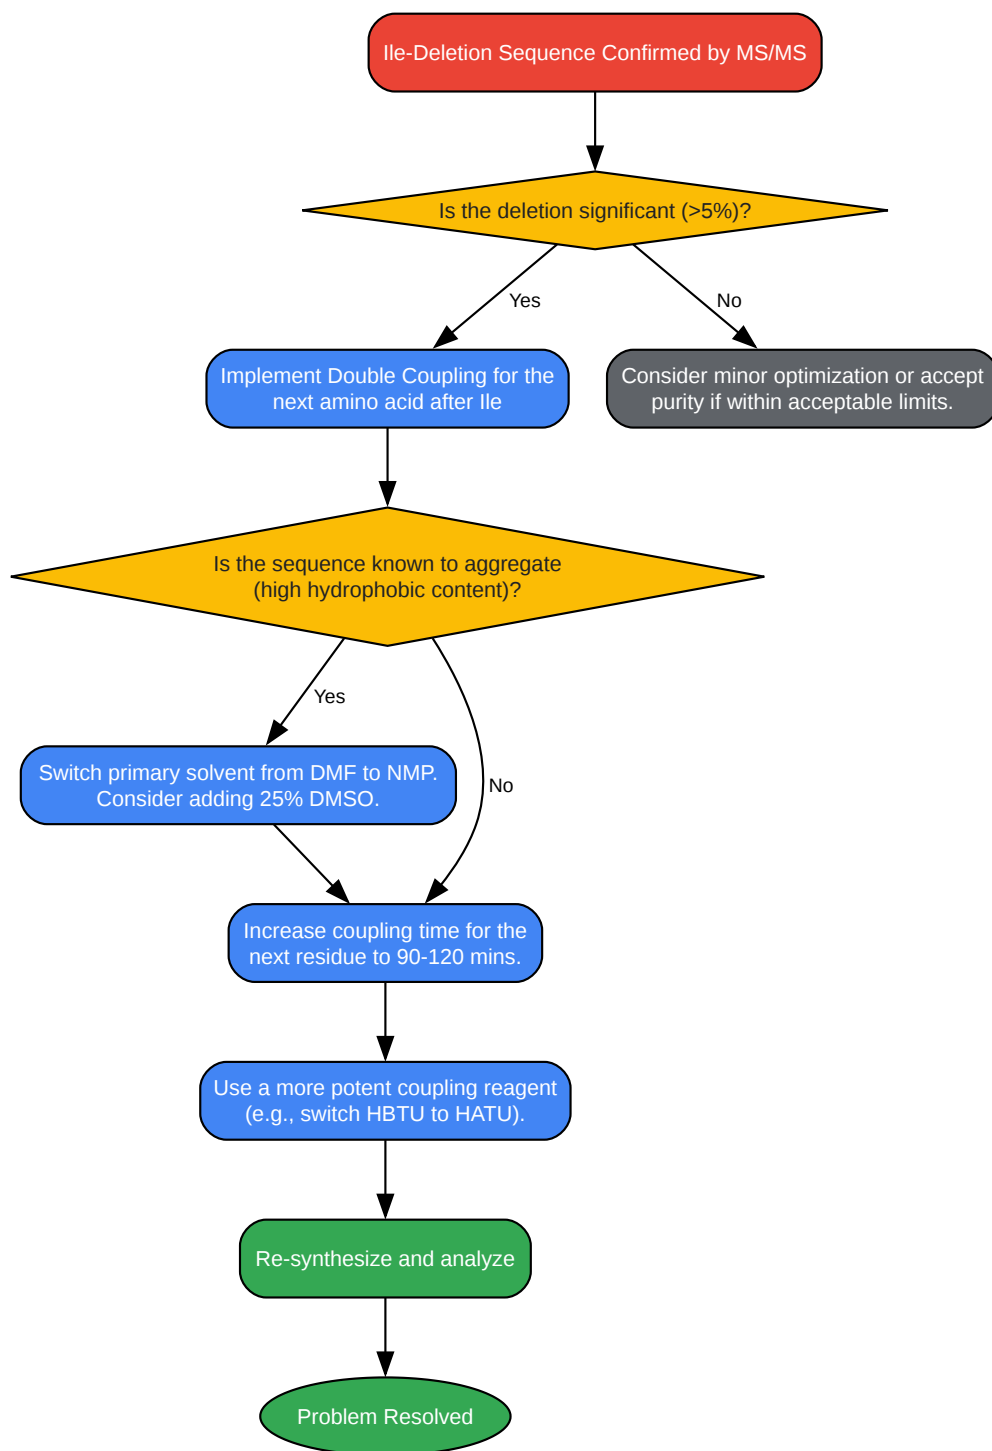 Ile-Deletion Sequence Confirmed by MS/MS
Is the deletion significant (>5%)?
Yes
No
Implement Double Coupling for the
next amino acid after Ile
Consider minor optimization or accept
purity if within acceptable limits.
Is the sequence known to aggregate
(high hydrophobic content)?
Yes
Switch primary solvent from DMF to NMP.
Consider adding 25% DMSO.
No
Increase coupling time for the
next residue to 90-120 mins.
Use a more potent coupling reagent
(e.g., switch HBTU to HATU).
Re-synthesize and analyze
Problem Resolved